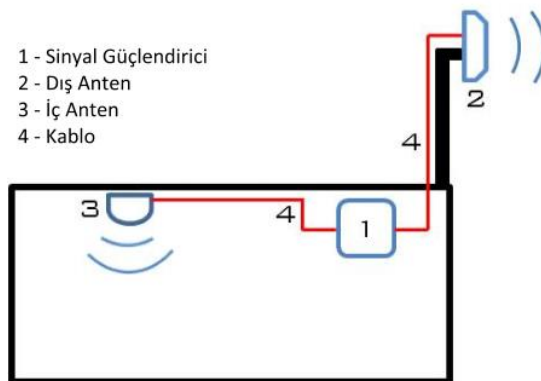 1 - Sinyal Güçlendirici
2 - Dış Anten
3 - İç Anten
4 - Kablo
2
4
3
4
1